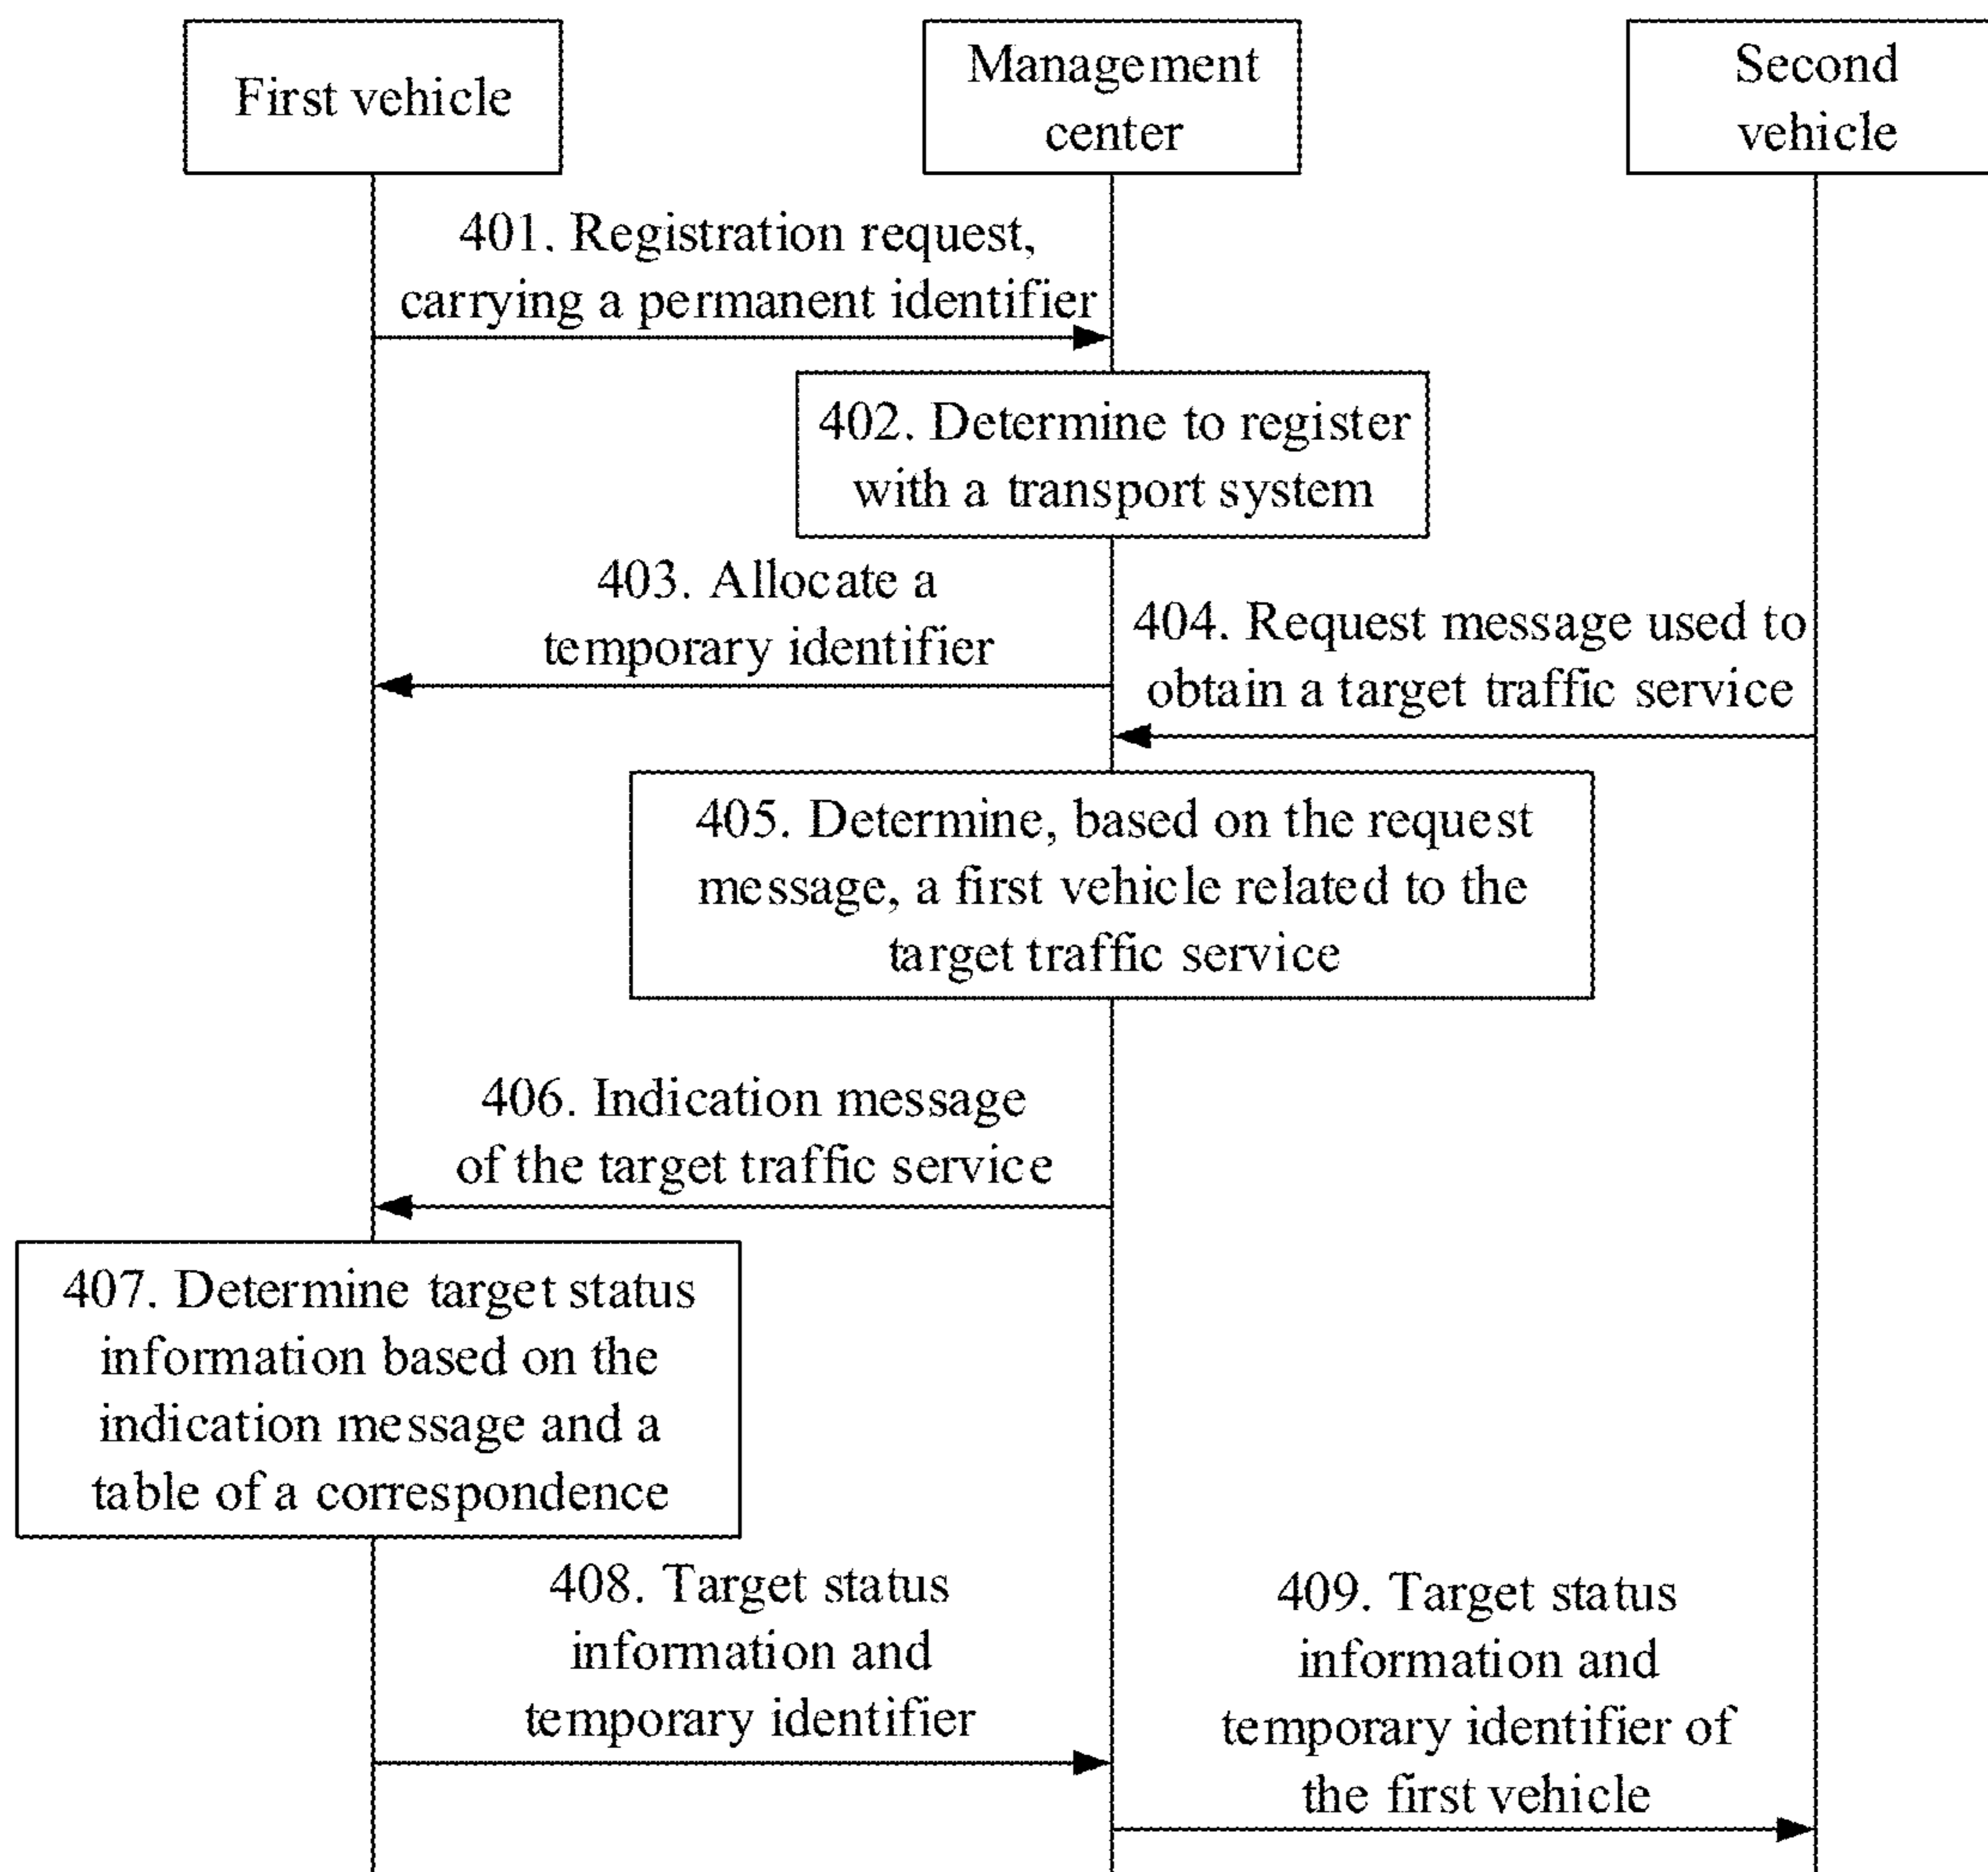 First vehicle
Management
center
Second
vehicle
401. Registration request,
carrying a permanent identifier
402. Determine to register
with a transport system
403. Allocate a
temporary identifier
404. Request message used to
obtain a target traffic service
405. Determine, based on the request
message, a first vehicle related to the
target traffic service
406. Indication message
of the target traffic service
407. Determine target status
information based on the
indication message and a
table of a correspondence
408. Target status
information and
temporary identifier
409. Target status
information and
temporary identifier of
the first vehicle